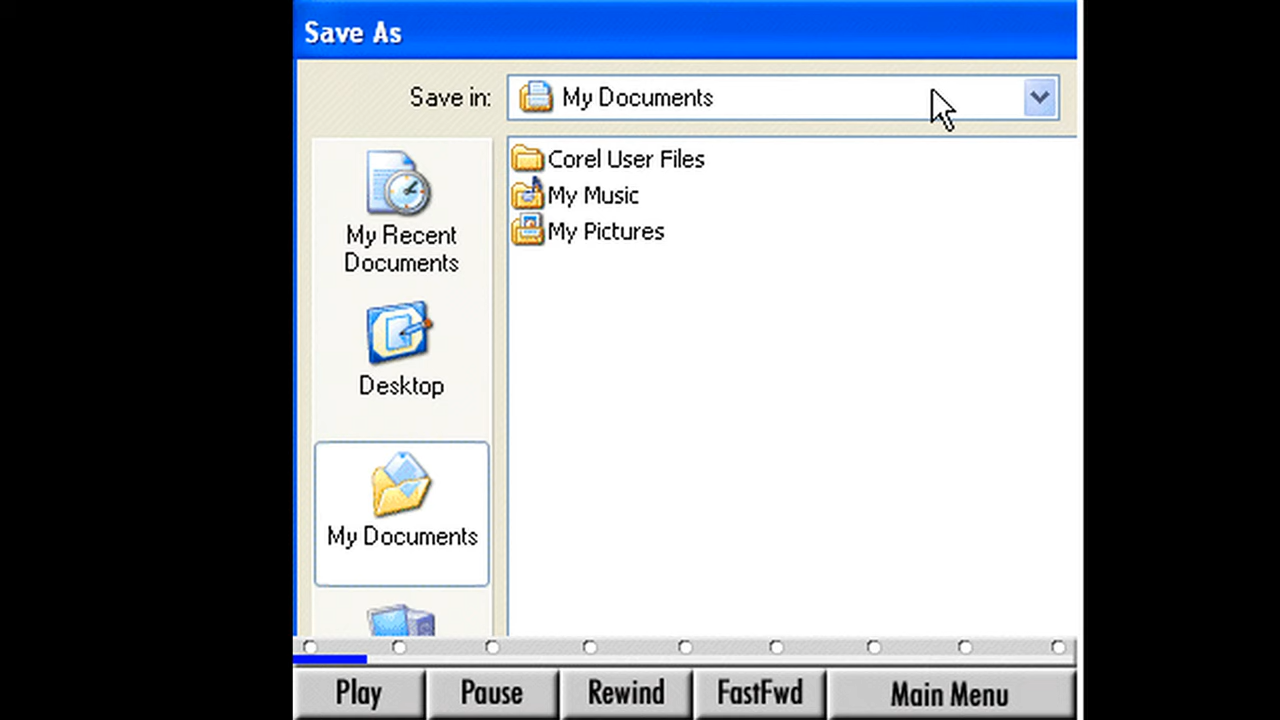 Save As
Save in:
My Documents
Corel User Files
My Music
My Pictures
My Recent
Documents
Desktop
My Documents
Play
Pause
Rewind
FastFwd
Main Menu